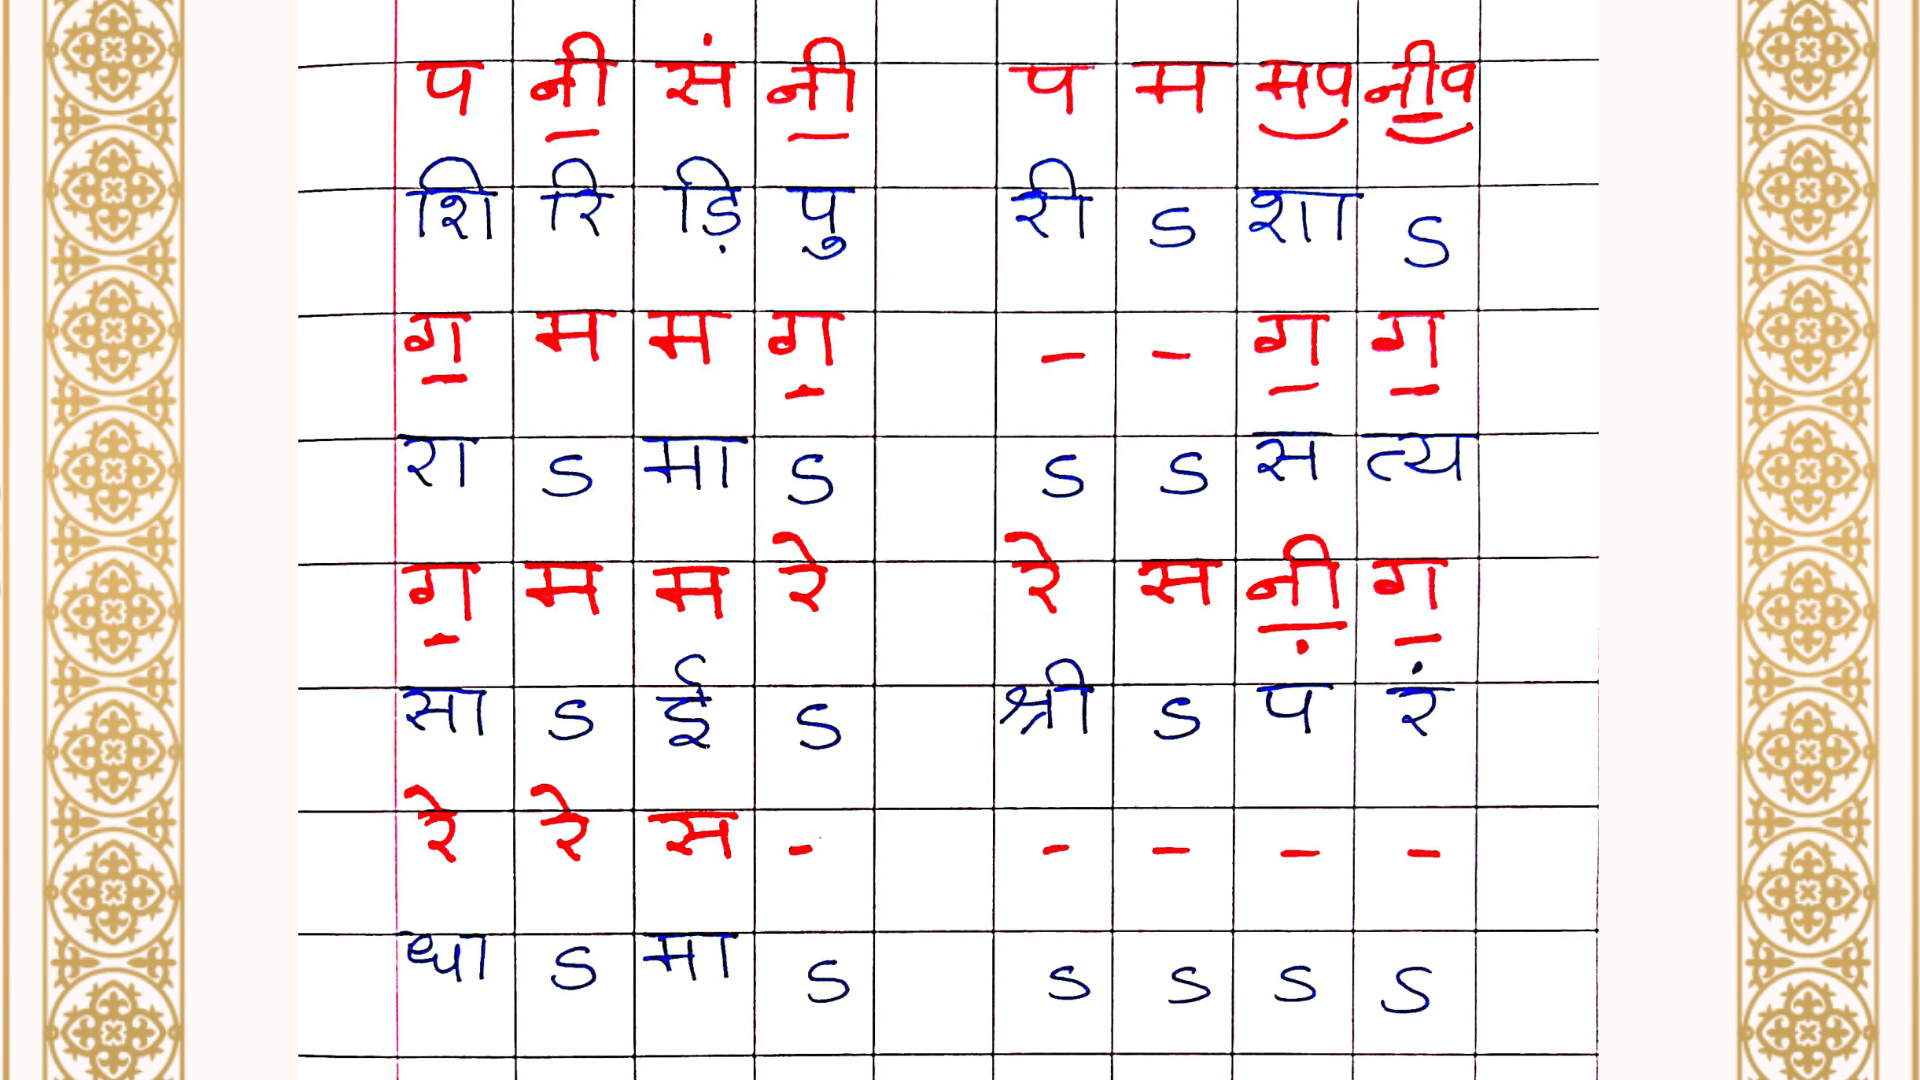 प नी॒ सं नी॒ प म मप नी॒प
शि रि ड़ि पु री ऽ शा ऽ
ग॒ म म ग॒ - - ग॒ ग॒
रा ऽ मा ऽ ऽ ऽ स त्य
ग॒ म म रे रे स नी़॒ ग॒
सा ऽ ई ऽ श्री ऽ प रं
रे रे स - - - - -
धा ऽ मा ऽ ऽ ऽ ऽ ऽ